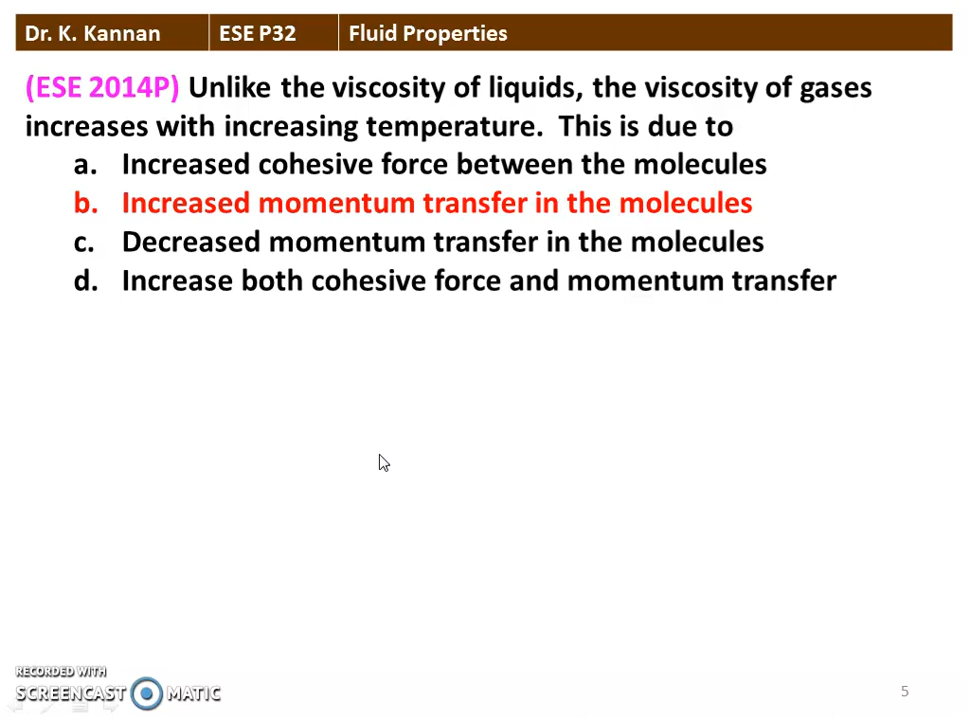 Dr. K. Kannan ESE P32 Fluid Properties
(ESE 2014P) Unlike the viscosity of liquids, the viscosity of gases
increases with increasing temperature. This is due to
a. Increased cohesive force between the molecules
b. Increased momentum transfer in the molecules
c. Decreased momentum transfer in the molecules
d. Increase both cohesive force and momentum transfer
RECORDED WITH
SCREENCAST MATIC
5